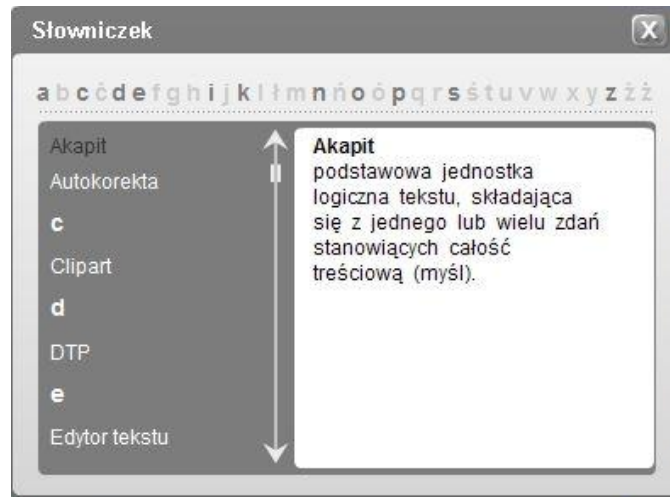 Słowniczek
X
a b c ć d e f g h i j k l ł m n ń o ó p q r s ś t u v w x y z ż ź
Akapit
Autokorekta
c
Clipart
d
DTP
e
Edytor tekstu
Akapit
podstawowa jednostka
logiczna tekstu, składająca
się z jednego lub wielu zdań
stanowiących całość
treściową (myśl).